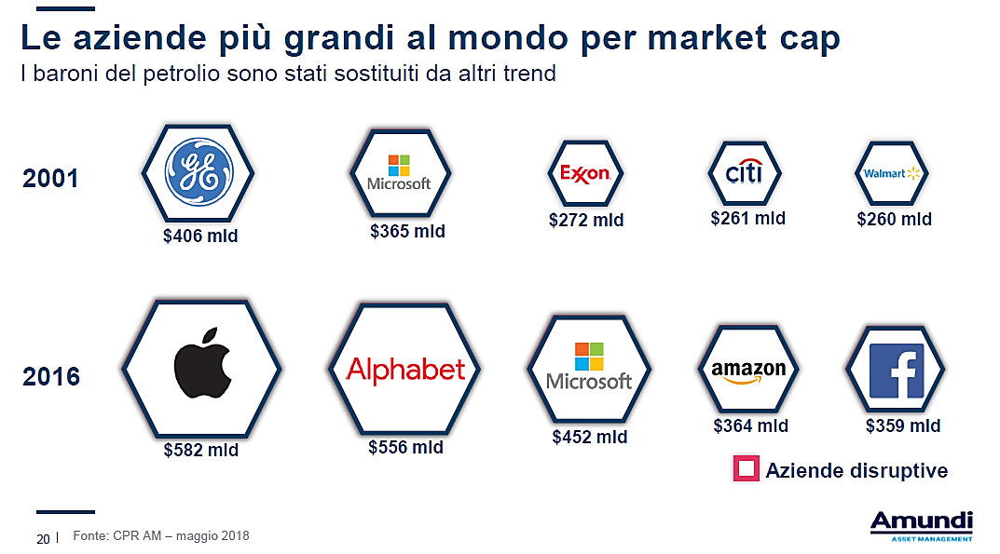 Le aziende più grandi al mondo per market cap
I baroni del petrolio sono stati sostituiti da altri trend
2001
GE
Microsoft
Exxon
citi
Walmart
$406 mld
$365 mld
$272 mld
$261 mld
$260 mld
2016
Alphabet
Microsoft
amazon
f
$582 mld
$556 mld
$452 mld
$364 mld
$359 mld
Aziende disruptive
20 | Fonte: CPR AM – maggio 2018
Amundi
ASSET MANAGEMENT